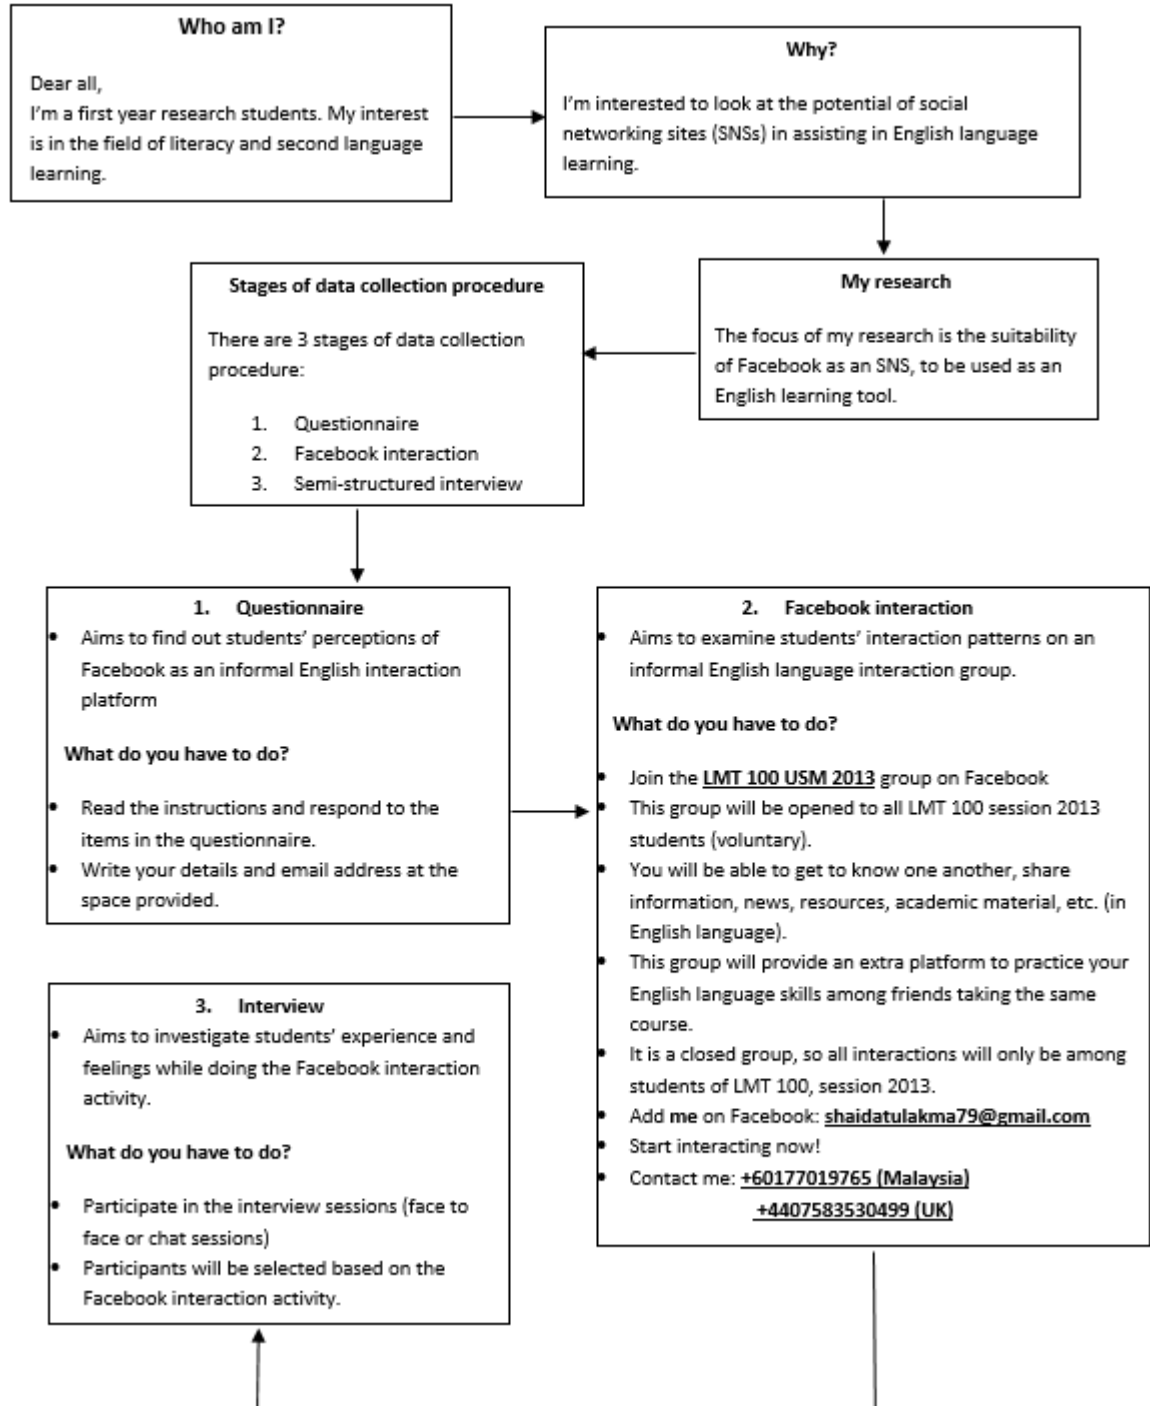 Who am I?
Dear all,
I'm a first year research students. My interest
is in the field of literacy and second language
learning.
Why?
I'm interested to look at the potential of social
networking sites (SNSs) in assisting in English language
learning.
My research
The focus of my research is the suitability
of Facebook as an SNS, to be used as an
English learning tool.
Stages of data collection procedure
There are 3 stages of data collection
procedure:
1. Questionnaire
2. Facebook interaction
3. Semi-structured interview
1. Questionnaire
• Aims to find out students' perceptions of
Facebook as an informal English interaction
platform
What do you have to do?
• Read the instructions and respond to the
items in the questionnaire.
• Write your details and email address at the
space provided.
2. Facebook interaction
• Aims to examine students' interaction patterns on an
informal English language interaction group.
What do you have to do?
• Join the LMT 100 USM 2013 group on Facebook
• This group will be opened to all LMT 100 session 2013
students (voluntary).
• You will be able to get to know one another, share
information, news, resources, academic material, etc. (in
English language).
• This group will provide an extra platform to practice your
English language skills among friends taking the same
course.
• It is a closed group, so all interactions will only be among
students of LMT 100, session 2013.
• Add me on Facebook: shaidatulakma79@gmail.com
• Start interacting now!
• Contact me: +60177019765 (Malaysia)
+4407583530499 (UK)
3. Interview
• Aims to investigate students' experience and
feelings while doing the Facebook interaction
activity.
What do you have to do?
• Participate in the interview sessions (face to
face or chat sessions)
• Participants will be selected based on the
Facebook interaction activity.